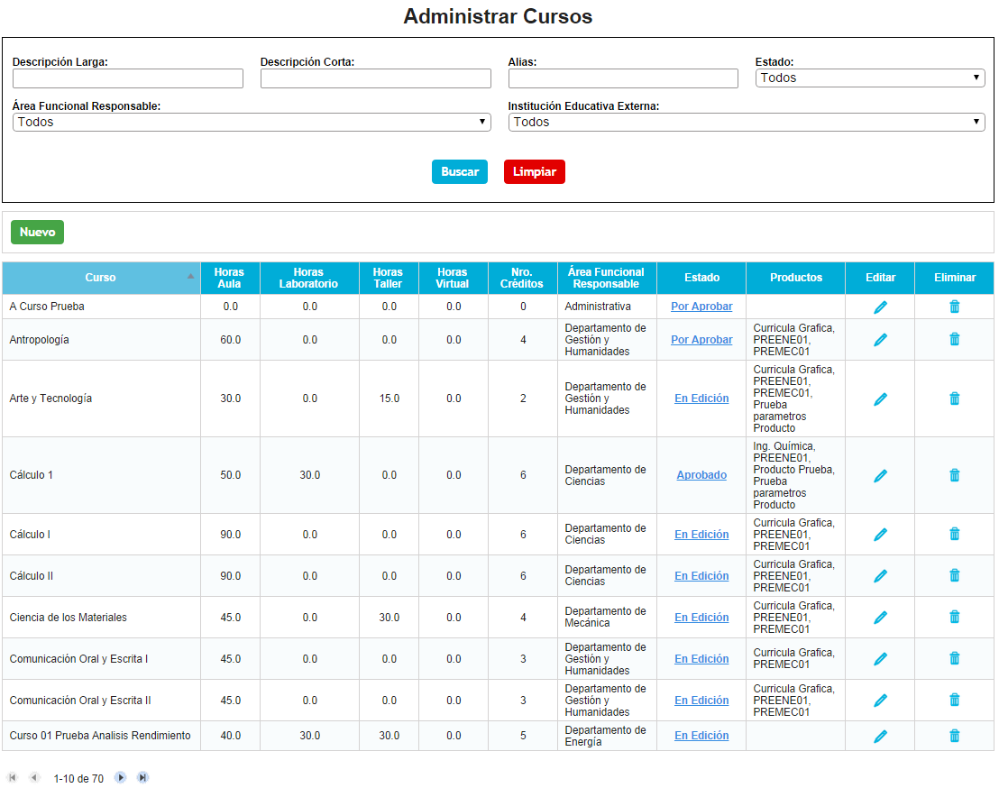 Administrar Cursos
Descripción Larga: Descripción Corta: Alias: Estado:
Todos
Área Funcional Responsable: Institución Educativa Externa:
Todos Todos
Buscar Limpiar
Nuevo
Curso Horas Aula Horas Laboratorio Horas Taller Horas Virtual Nro. Créditos Área Funcional Responsable Estado Productos Editar Eliminar
A Curso Prueba 0.0 0.0 0.0 0.0 0 Administrativa Por Aprobar
Antropología 60.0 0.0 0.0 0.0 4 Departamento de Gestión y Humanidades Por Aprobar Curricula Grafica, PREENE01, PREMEC01
Arte y Tecnología 30.0 0.0 15.0 0.0 2 Departamento de Gestión y Humanidades En Edición Curricula Grafica, PREENE01, PREMEC01, Prueba parametros Producto
Cálculo 1 50.0 30.0 0.0 0.0 6 Departamento de Ciencias Aprobado Ing. Química, PREENE01, Producto Prueba, Prueba parametros Producto
Cálculo I 90.0 0.0 0.0 0.0 6 Departamento de Ciencias En Edición Curricula Grafica, PREENE01, PREMEC01
Cálculo II 90.0 0.0 0.0 0.0 6 Departamento de Ciencias En Edición Curricula Grafica, PREENE01, PREMEC01
Ciencia de los Materiales 45.0 0.0 30.0 0.0 4 Departamento de Mecánica En Edición Curricula Grafica, PREENE01, PREMEC01
Comunicación Oral y Escrita I 45.0 0.0 0.0 0.0 3 Departamento de Gestión y Humanidades En Edición Curricula Grafica, PREMEC01
Comunicación Oral y Escrita II 45.0 0.0 0.0 0.0 3 Departamento de Gestión y Humanidades En Edición Curricula Grafica, PREENE01, PREMEC01
Curso 01 Prueba Analisis Rendimiento 40.0 30.0 30.0 0.0 5 Departamento de Energía En Edición
1-10 de 70